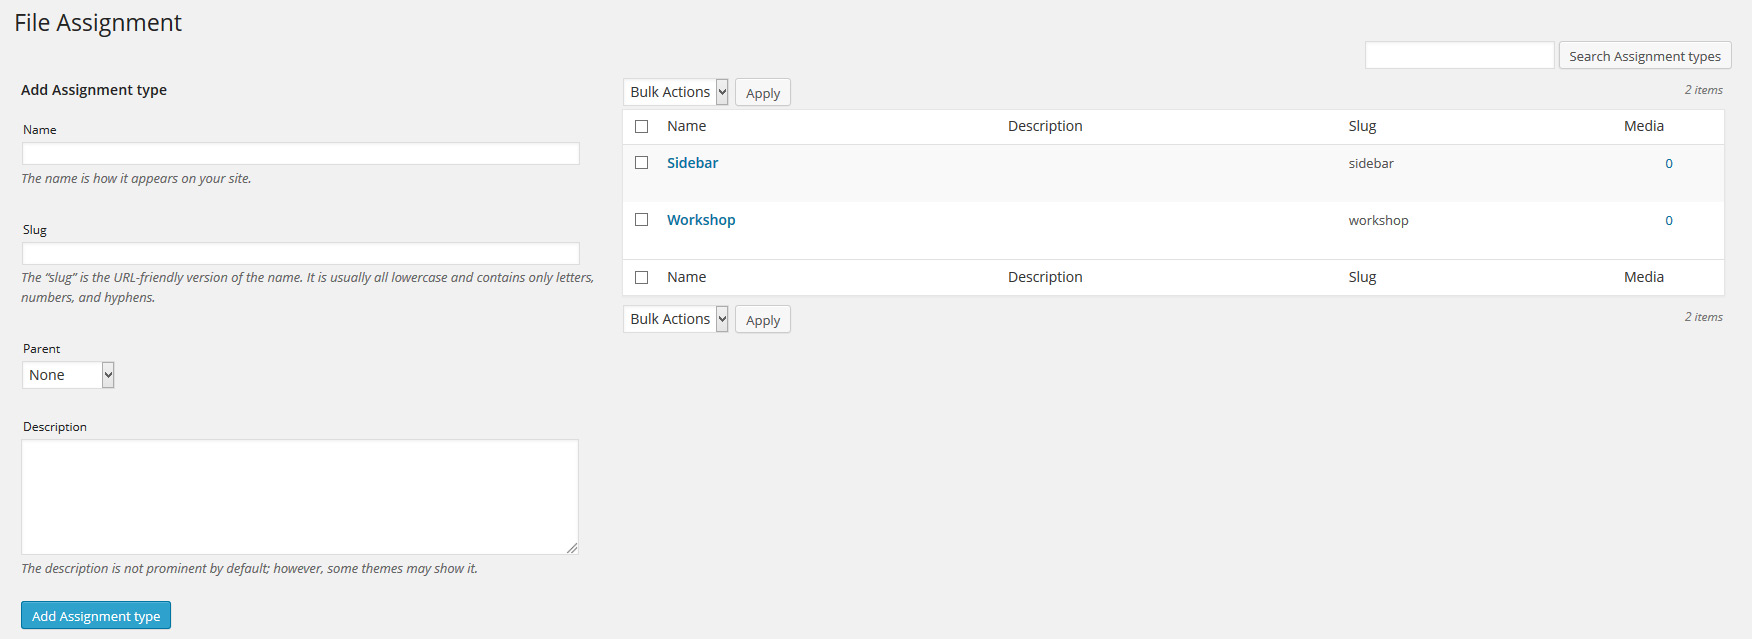 File Assignment
Search Assignment types
Add Assignment type
Name
The name is how it appears on your site.
Slug
The “slug” is the URL-friendly version of the name. It is usually all lowercase and contains only letters,
numbers, and hyphens.
Parent
None
Description
The description is not prominent by default; however, some themes may show it.
Add Assignment type
Bulk Actions Apply 2 items
Name Description Slug Media
Sidebar sidebar 0
Workshop workshop 0
Name Description Slug Media
Bulk Actions Apply 2 items